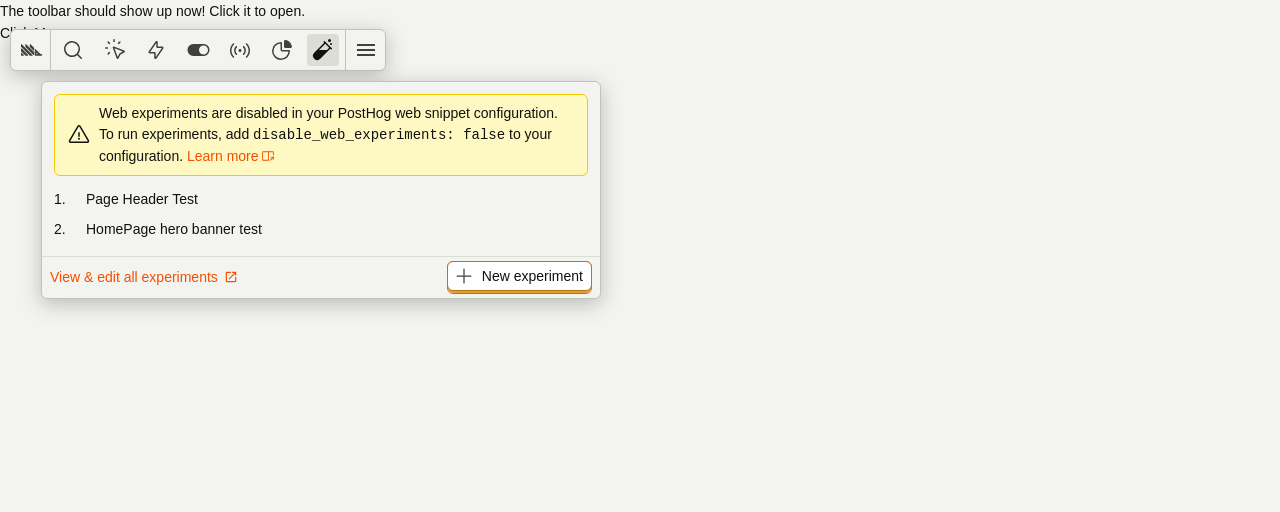 The toolbar should show up now! Click it to open.
Web experiments are disabled in your PostHog web snippet configuration.
To run experiments, add disable_web_experiments: false to your
configuration. Learn more
1. Page Header Test
2. HomePage hero banner test
View & edit all experiments
New experiment